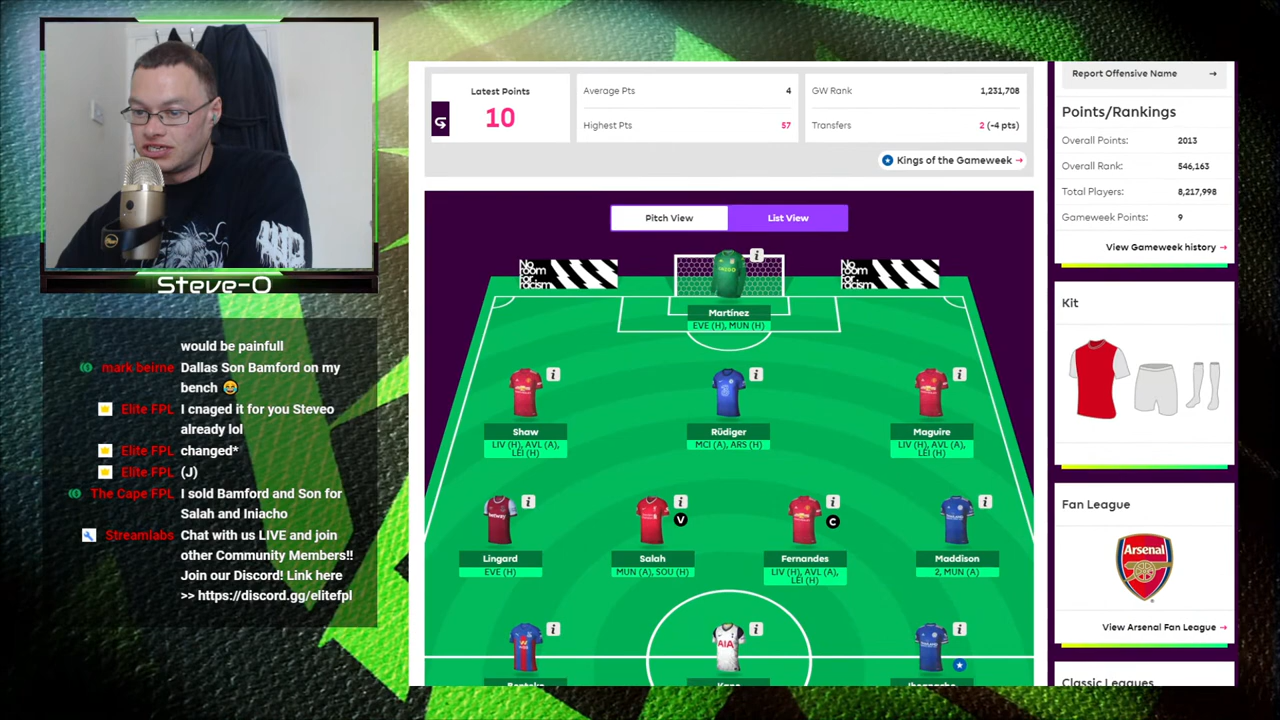 Steve-O
would be painfull
mark beirne Dallas Son Bamford on my
bench 😂
Elite FPL I cnaged it for you Steveo
already lol
Elite FPL changed*
Elite FPL (J)
The Cape FPL I sold Bamford and Son for
Salah and Iniacho
Streamlabs Chat with us LIVE and join
other Community Members!!
Join our Discord! Link here
>> https://discord.gg/elitefpl
Latest Points
10
Average Pts 4
Highest Pts 57
GW Rank 1,231,708
Transfers 2 (-4 pts)
Kings of the Gameweek →
Pitch View
List View
No
room
for
racism
No
room
for
racism
Martínez
EVE (H), MUN (H)
Shaw
LIV (H), AVL (A),
LEI (H)
Rüdiger
MCI (A), ARS (H)
Maguire
LIV (H), AVL (A),
LEI (H)
Lingard
EVE (H)
V
Salah
MUN (A), SOU (H)
C
Fernandes
LIV (H), AVL (A),
LEI (H)
Maddison
2, MUN (A)
AIA
Report Offensive Name →
Points/Rankings
Overall Points: 2013
Overall Rank: 546,163
Total Players: 8,217,998
Gameweek Points: 9
View Gameweek history →
Kit
Fan League
Arsenal
View Arsenal Fan League →
Classic Leagues